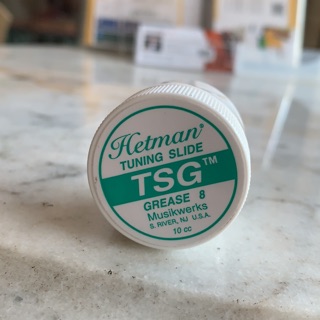 Hetman®
TUNING SLIDE
TSG™
GREASE 8
Musikwerks
S. RIVER, NJ U.S.A.
10 cc